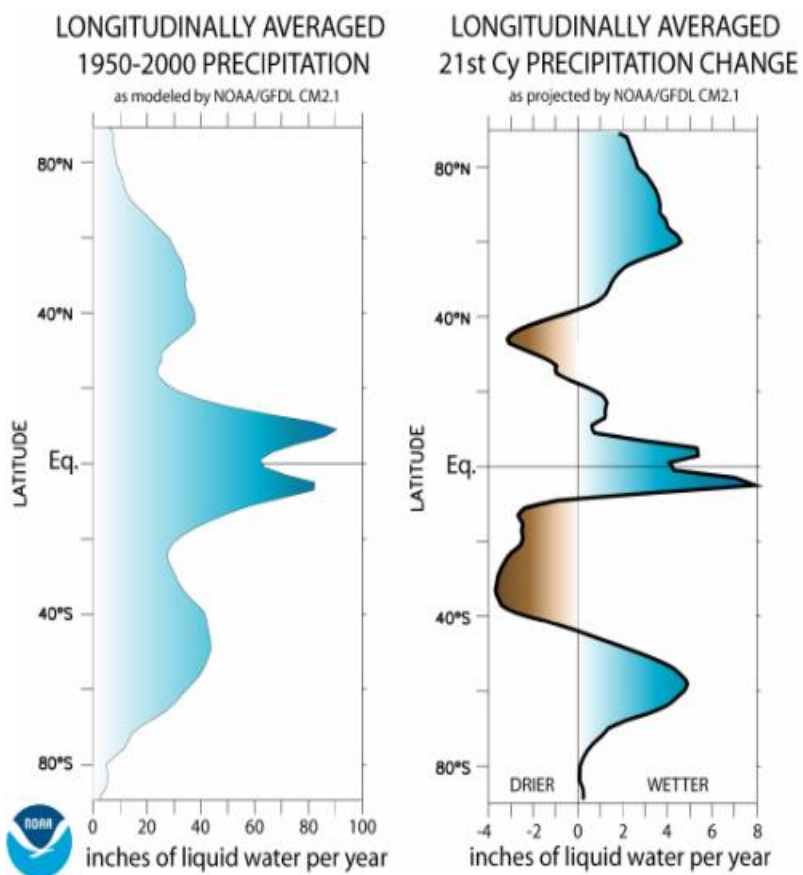 LONGITUDINALLY AVERAGED
1950-2000 PRECIPITATION
as modeled by NOAA/GFDL CM2.1
80°N
40°N
Eq.
40°S
80°S
LATITUDE
0 20 40 60 80 100
inches of liquid water per year
NOAA
LONGITUDINALLY AVERAGED
21st Cy PRECIPITATION CHANGE
as projected by NOAA/GFDL CM2.1
80°N
40°N
Eq.
40°S
80°S
LATITUDE
DRIER WETTER
-4 -2 0 2 4 6 8
inches of liquid water per year